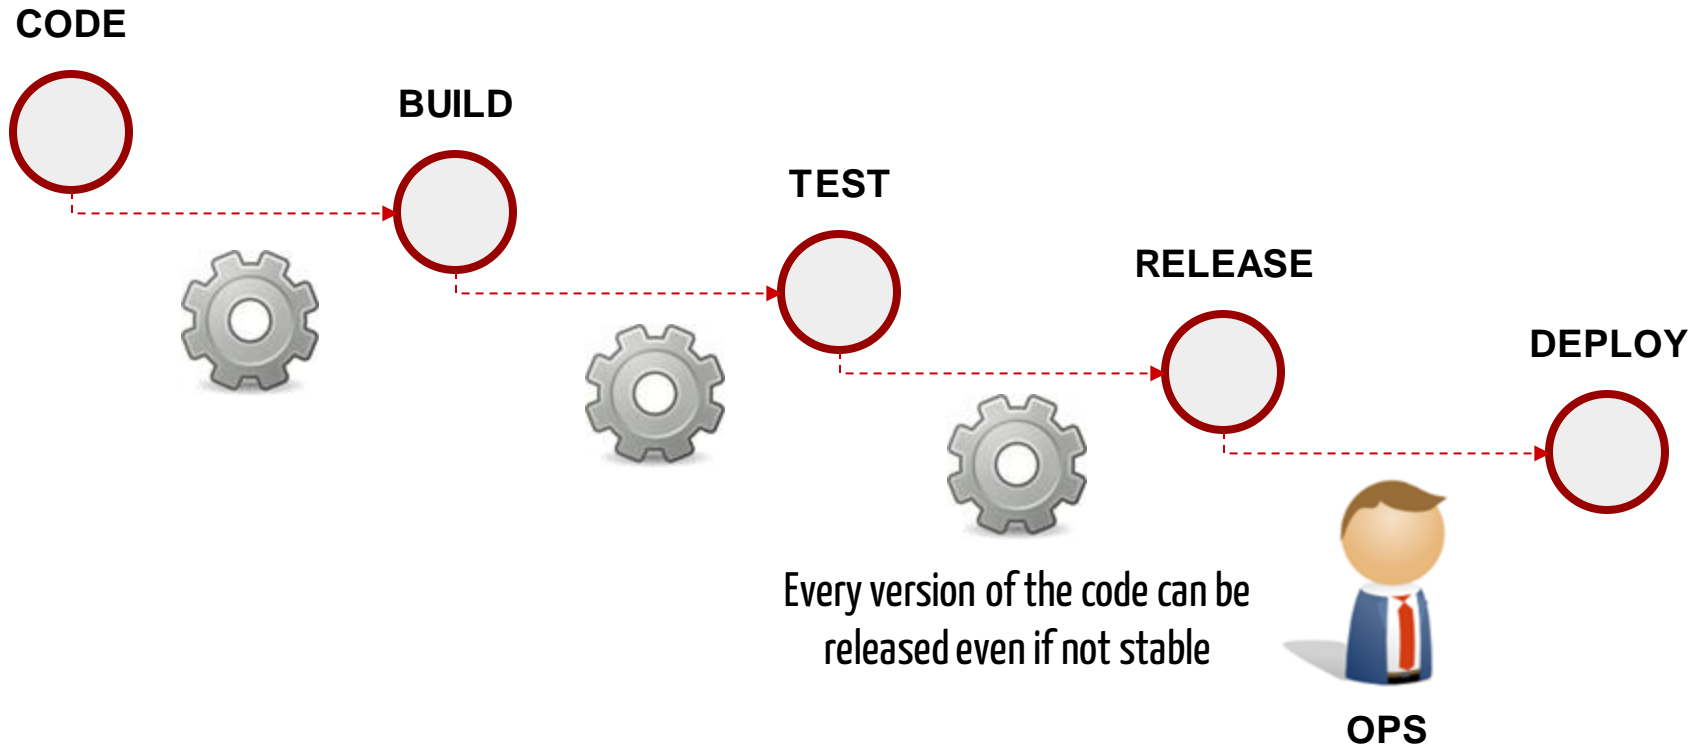 CODE
BUILD
TEST
RELEASE
DEPLOY
Every version of the code can be
released even if not stable
OPS